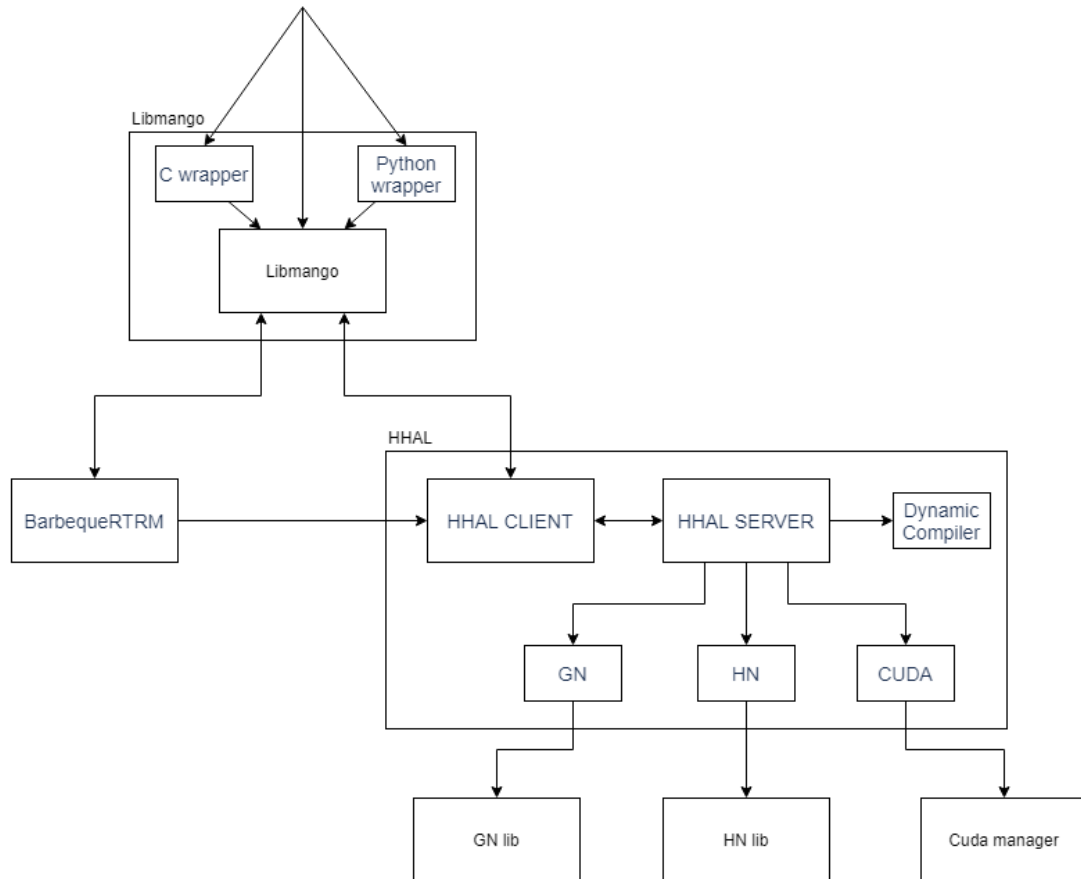 Libmango
C wrapper
Python
wrapper
Libmango
HHAL
BarbequeRTRM
HHAL CLIENT
HHAL SERVER
Dynamic
Compiler
GN
HN
CUDA
GN lib
HN lib
Cuda manager